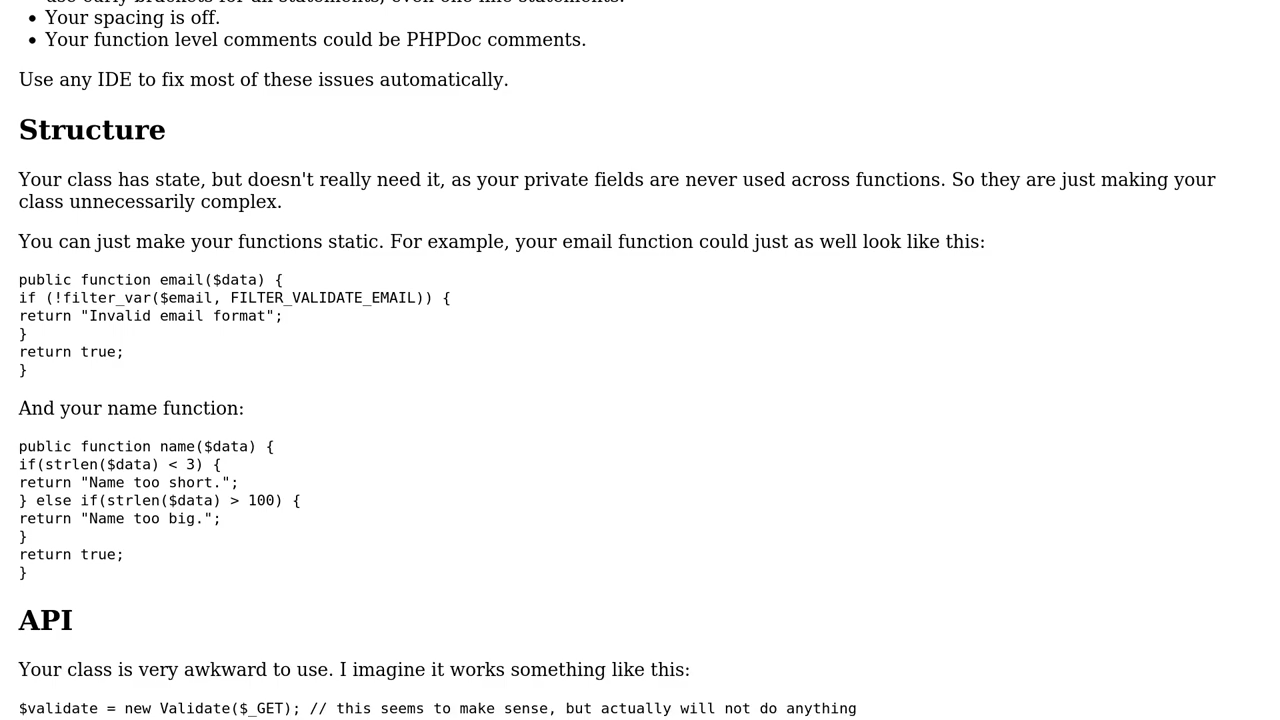 Your spacing is off.
Your function level comments could be PHPDoc comments.
Use any IDE to fix most of these issues automatically.
Structure
Your class has state, but doesn't really need it, as your private fields are never used across functions. So they are just making your
class unnecessarily complex.
You can just make your functions static. For example, your email function could just as well look like this:
public function email($data) {
if (!filter_var($email, FILTER_VALIDATE_EMAIL)) {
return "Invalid email format";
}
return true;
}
And your name function:
public function name($data) {
if(strlen($data) < 3) {
return "Name too short.";
} else if(strlen($data) > 100) {
return "Name too big.";
}
return true;
}
API
Your class is very awkward to use. I imagine it works something like this:
$validate = new Validate($_GET); // this seems to make sense, but actually will not do anything